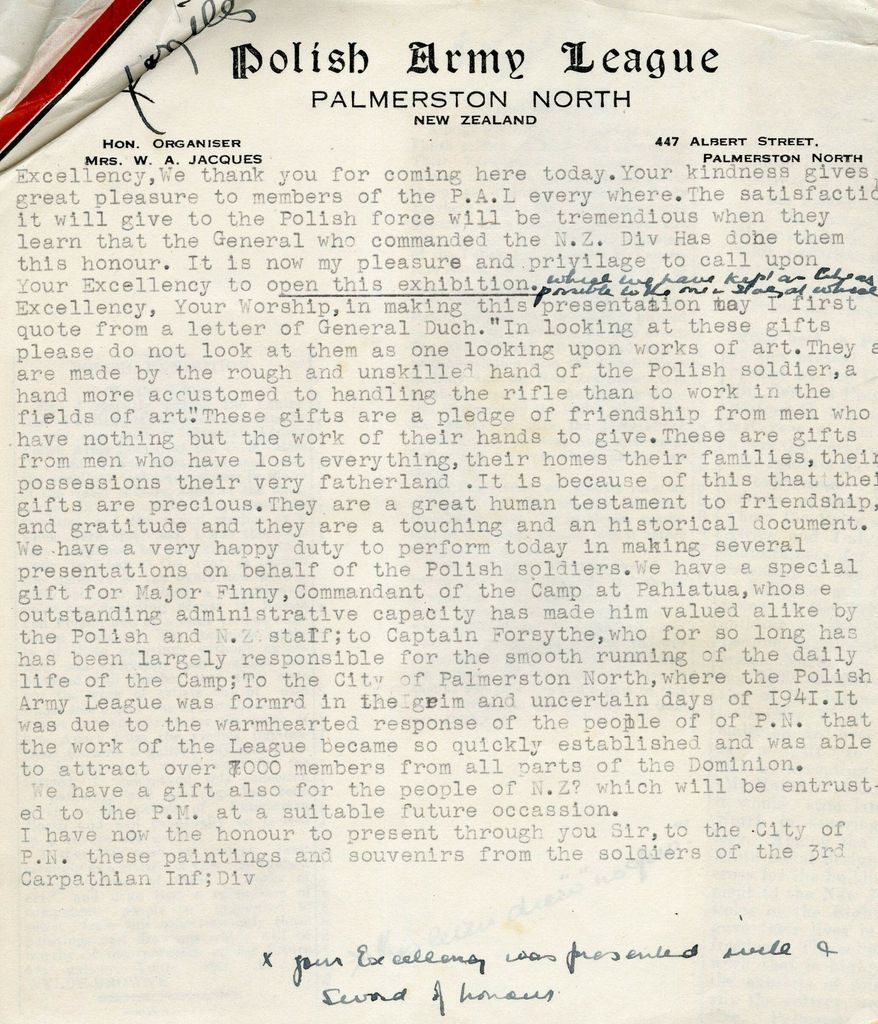 Polish Army League
PALMERSTON NORTH
NEW ZEALAND
HON. ORGANISER
MRS. W. A. JACQUES
447 ALBERT STREET,
PALMERSTON NORTH
Excellency,We thank you for coming here today.Your kindness gives
great pleasure to members of the P.A.L every where.The satisfactio
it will give to the Polish force will be tremendious when they
learn that the General who commanded the N.Z. Div Has dohe them
this honour. It is now my pleasure and privilage to call upon
which we have kept as
Your Excellency to open this exhibition. possible to the one
Excellency, Your Worship,in making this presentation may I first
quote from a letter of General Duch."In looking at these gifts
please do not look at them as one looking upon works of art.They a
are made by the rough and unskilled hand of the Polish soldier,a
hand more accustomed to handling the rifle than to work in the
fields of art".These gifts are a pledge of friendship from men who
have nothing but the work of their hands to give.These are gifts
from men who have lost everything,their homes their families,their
possessions their very fatherland .It is because of this that thei
gifts are precious.They are a great human testament to friendship,
and gratitude and they are a touching and an historical document.
We have a very happy duty to perform today in making several
presentations on behalf of the Polish soldiers.We have a special
gift for Major Finny,Commandant of the Camp at Pahiatua,whos e
outstanding administrative capacity has made him valued alike by
the Polish and N.Z. staff;to Captain Forsythe,who for so long has
has been largely responsible for the smooth running of the daily
life of the Camp;To the City of Palmerston North,where the Polish
Army League was formrd in the grim and uncertain days of 1941.It
was due to the warmhearted response of the people of of P.N. that
the work of the League became so quickly established and was able
to attract over 7000 members from all parts of the Dominion.
We have a gift also for the people of N.Z? which will be entrust-
ed to the P.M. at a suitable future occassion.
I have now the honour to present through you Sir,to the City of
P.N. these paintings and souvenirs from the soldiers of the 3rd
Carpathian Inf;Div
x your Excellency was presented with a
Sword of honour